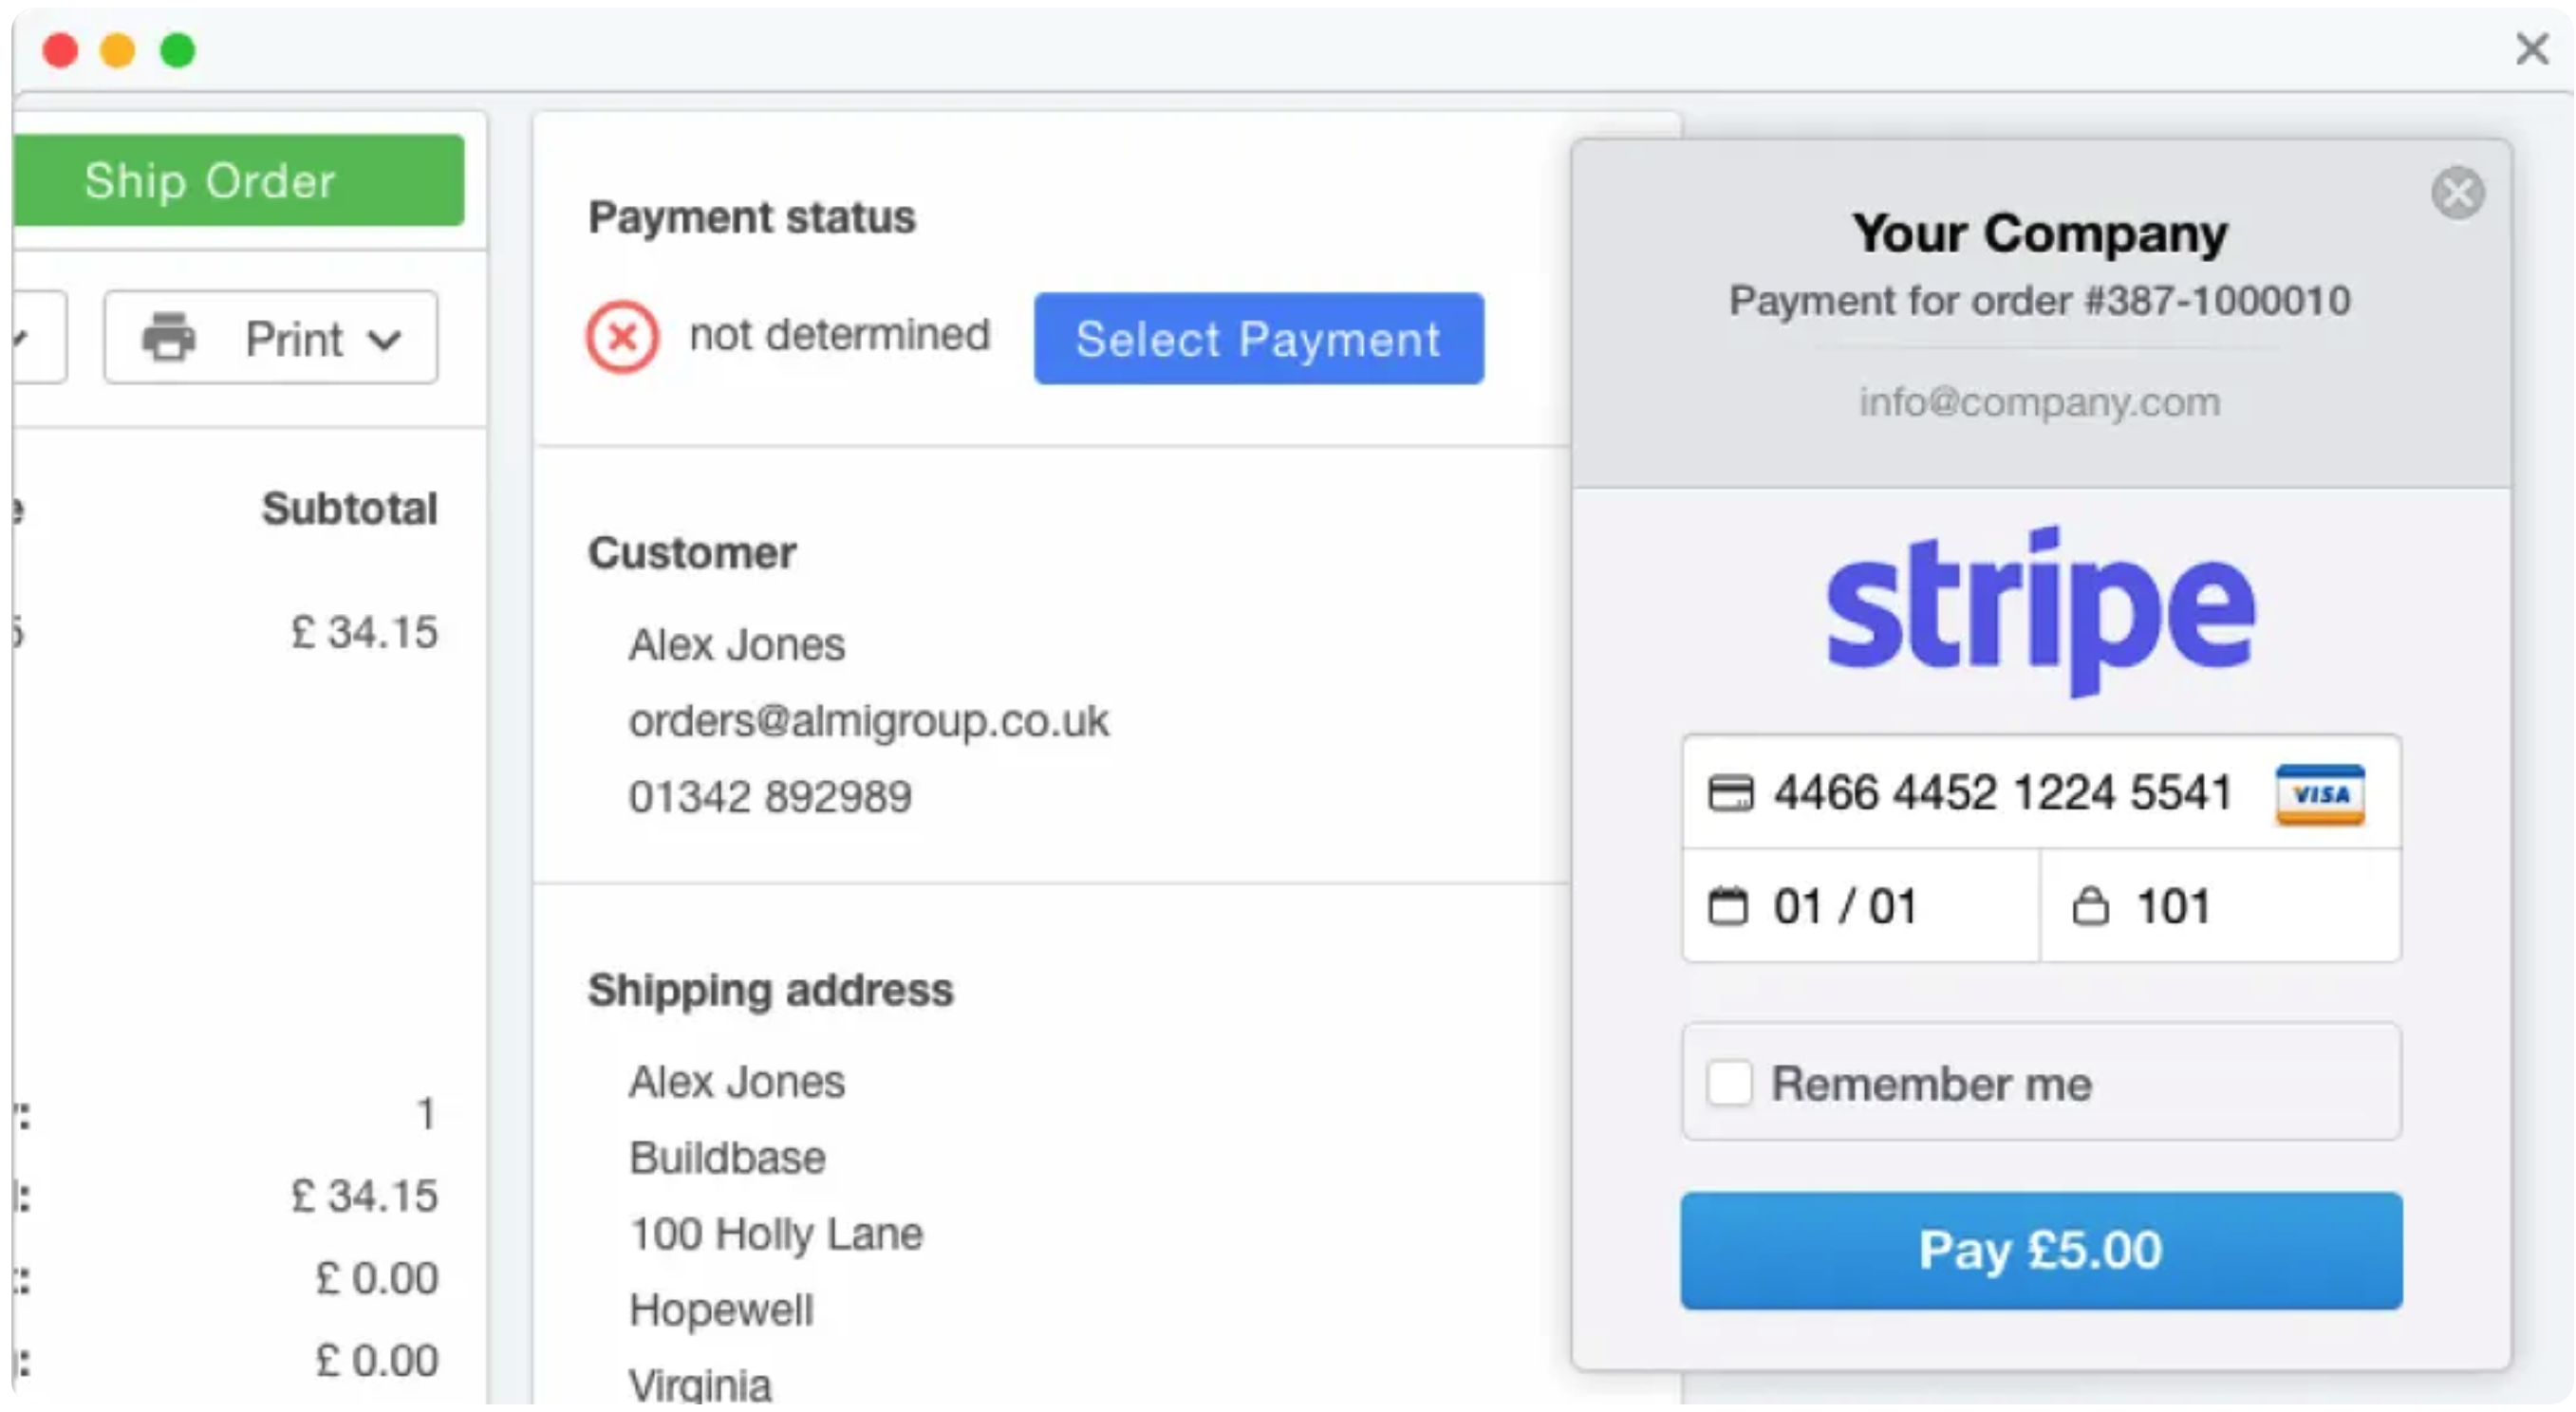 Ship Order
Print
Subtotal
£ 34.15
1
£ 34.15
£ 0.00
£ 0.00
Payment status
not determined
Select Payment
Customer
Alex Jones
orders@almigroup.co.uk
01342 892989
Shipping address
Alex Jones
Buildbase
100 Holly Lane
Hopewell
Virginia
Your Company
Payment for order #387-1000010
info@company.com
stripe
4466 4452 1224 5541 VISA
01 / 01 101
Remember me
Pay £5.00